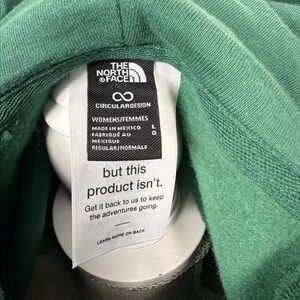 THE
NORTH
FACE
CIRCULARDESIGN
WOMENS/FEMMES
MADE IN MEXICO L
FABRIQUÉ AU G
MEXIQUE
REGULAR/NORMALE
but this
product isn't.
Get it back to us to keep
the adventures going.
LEARN MORE ON BACK